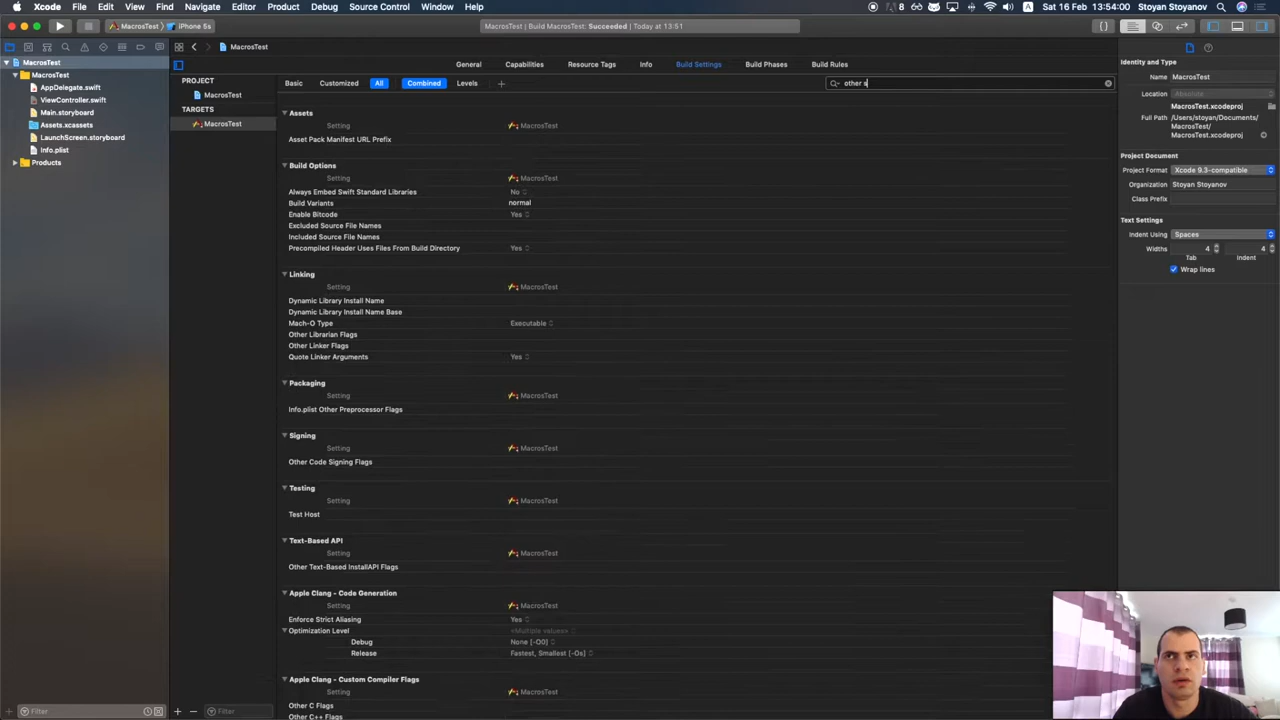 Xcode File Edit View Find Navigate Editor Product Debug Source Control Window Help
Sat 16 Feb 13:54:00 Stoyan Stoyanov
MacrosTest iPhone 5s
MacrosTest | Build MacrosTest: Succeeded | Today at 13:51
MacrosTest
MacrosTest
MacrosTest
AppDelegate.swift
ViewController.swift
Main.storyboard
Assets.xcassets
LaunchScreen.storyboard
Info.plist
Products
Filter
General Capabilities Resource Tags Info Build Settings Build Phases Build Rules
PROJECT
MacrosTest
TARGETS
MacrosTest
Filter
Basic Customized All Combined Levels +
other s
Assets
Setting MacrosTest
Asset Pack Manifest URL Prefix
Build Options
Setting MacrosTest
Always Embed Swift Standard Libraries No
Build Variants normal
Enable Bitcode Yes
Excluded Source File Names
Included Source File Names
Precompiled Header Uses Files From Build Directory Yes
Linking
Setting MacrosTest
Dynamic Library Install Name
Dynamic Library Install Name Base
Mach-O Type Executable
Other Librarian Flags
Other Linker Flags
Quote Linker Arguments Yes
Packaging
Setting MacrosTest
Info.plist Other Preprocessor Flags
Signing
Setting MacrosTest
Other Code Signing Flags
Testing
Setting MacrosTest
Test Host
Text-Based API
Setting MacrosTest
Other Text-Based InstallAPI Flags
Apple Clang - Code Generation
Setting MacrosTest
Enforce Strict Aliasing Yes
Optimization Level <Multiple values>
Debug None [-O0]
Release Fastest, Smallest [-Os]
Apple Clang - Custom Compiler Flags
Setting MacrosTest
Other C Flags
Other C++ Flags
Identity and Type
Name MacrosTest
Location Absolute
MacrosTest.xcodeproj
Full Path /Users/stoyan/Documents/
MacrosTest/
MacrosTest.xcodeproj
Project Document
Project Format Xcode 9.3-compatible
Organization Stoyan Stoyanov
Class Prefix
Text Settings
Indent Using Spaces
Widths 4 4
Tab Indent
Wrap lines